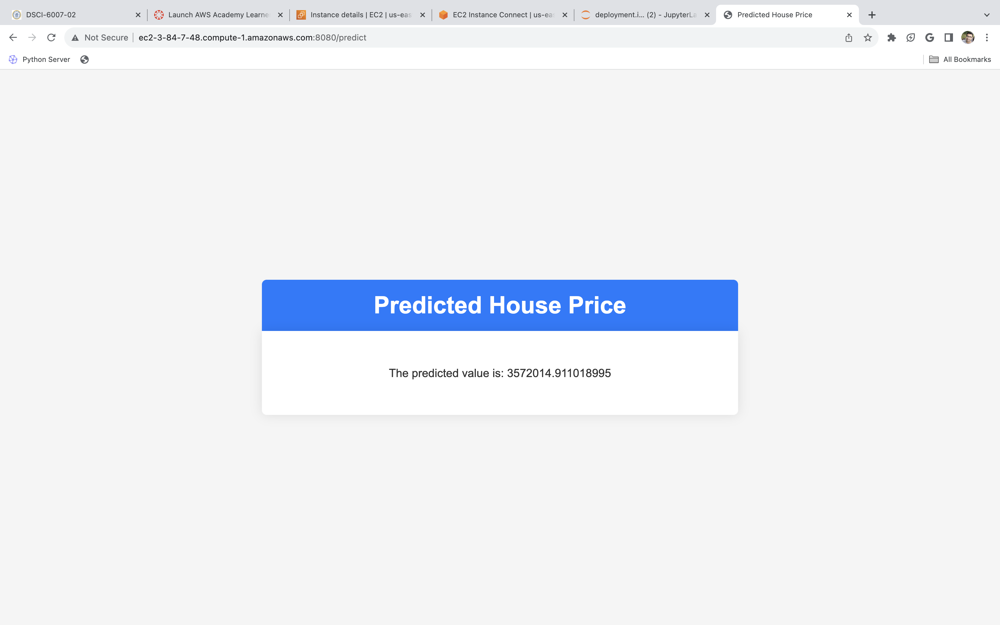 DSCI-6007-02
Launch AWS Academy Learne
Instance details | EC2 | us-eas
EC2 Instance Connect | us-eas
deployment.i... (2) - JupyterLa
Predicted House Price
Not Secure
ec2-3-84-7-48.compute-1.amazonaws.com:8080/predict
Python Server
All Bookmarks
Predicted House Price
The predicted value is: 3572014.911018995